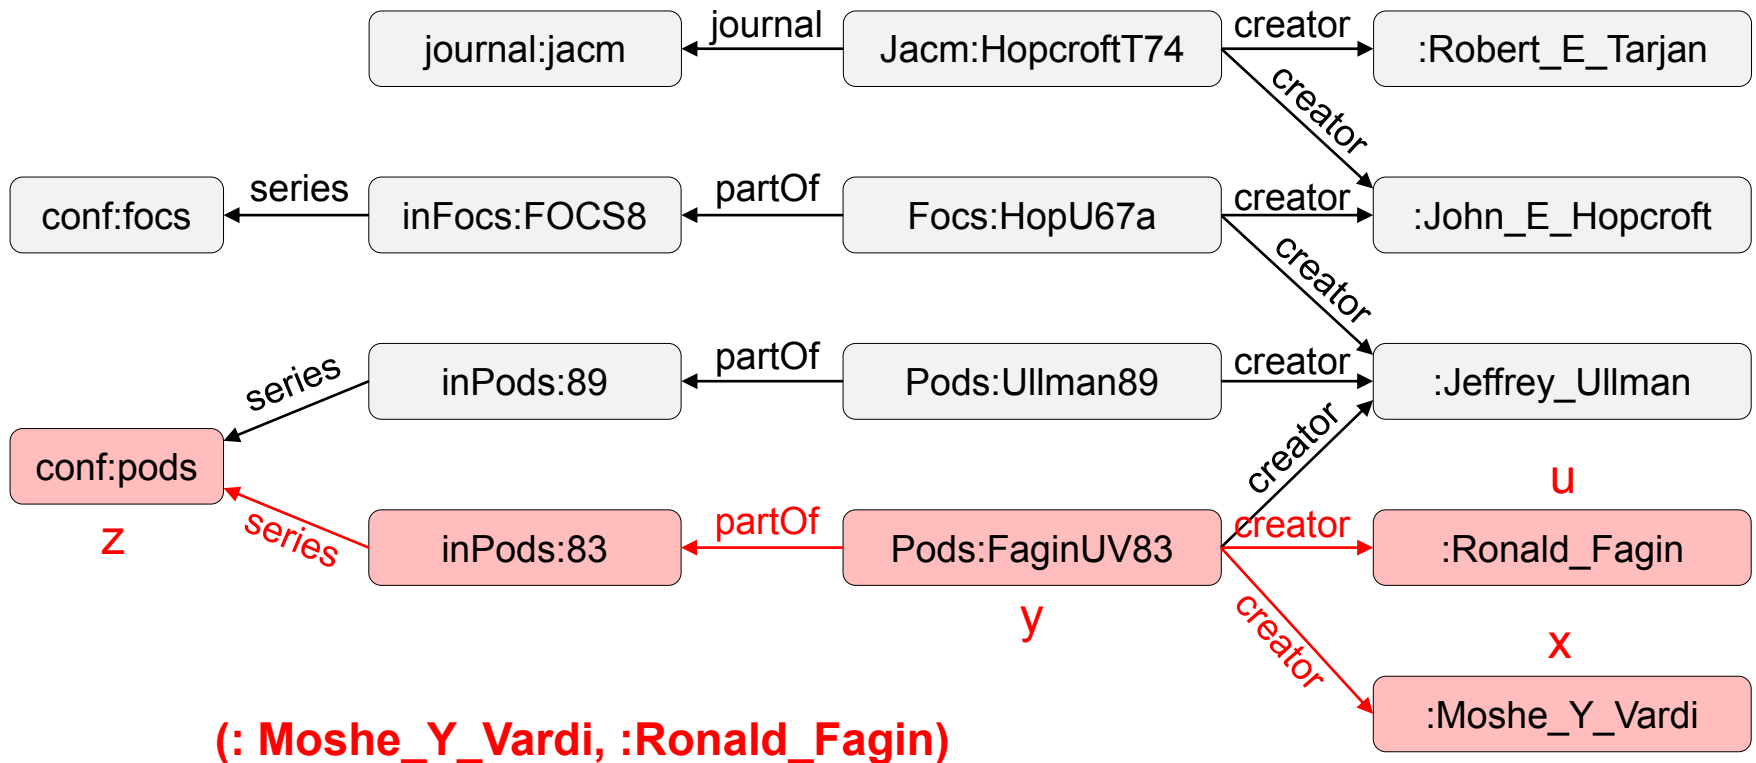 journal:jacm
journal
Jacm:HopcroftT74
creator
:Robert_E_Tarjan
creator
conf:focs
series
inFocs:FOCS8
partOf
Focs:HopU67a
creator
:John_E_Hopcroft
creator
series
inPods:89
partOf
Pods:Ullman89
creator
:Jeffrey_Ullman
creator
conf:pods
z
series
inPods:83
partOf
Pods:FaginUV83
y
creator
u
:Ronald_Fagin
creator
x
:Moshe_Y_Vardi
(: Moshe_Y_Vardi, :Ronald_Fagin)